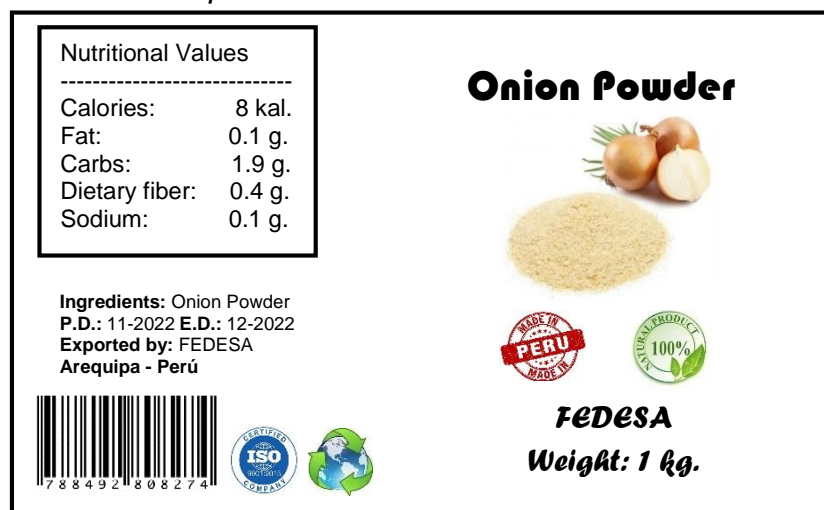 Nutritional Values
-----------------------------
Calories: 8 kal.
Fat: 0.1 g.
Carbs: 1.9 g.
Dietary fiber: 0.4 g.
Sodium: 0.1 g.
Ingredients: Onion Powder
P.D.: 11-2022 E.D.: 12-2022
Exported by: FEDESA
Arequipa - Perú
788492 808274
CERTIFIED
ISO
9001:2015
COMPANY
Onion Powder
MADE IN
PERU
MADE IN
NATURAL PRODUCT
100%
FEDESA
Weight: 1 kg.